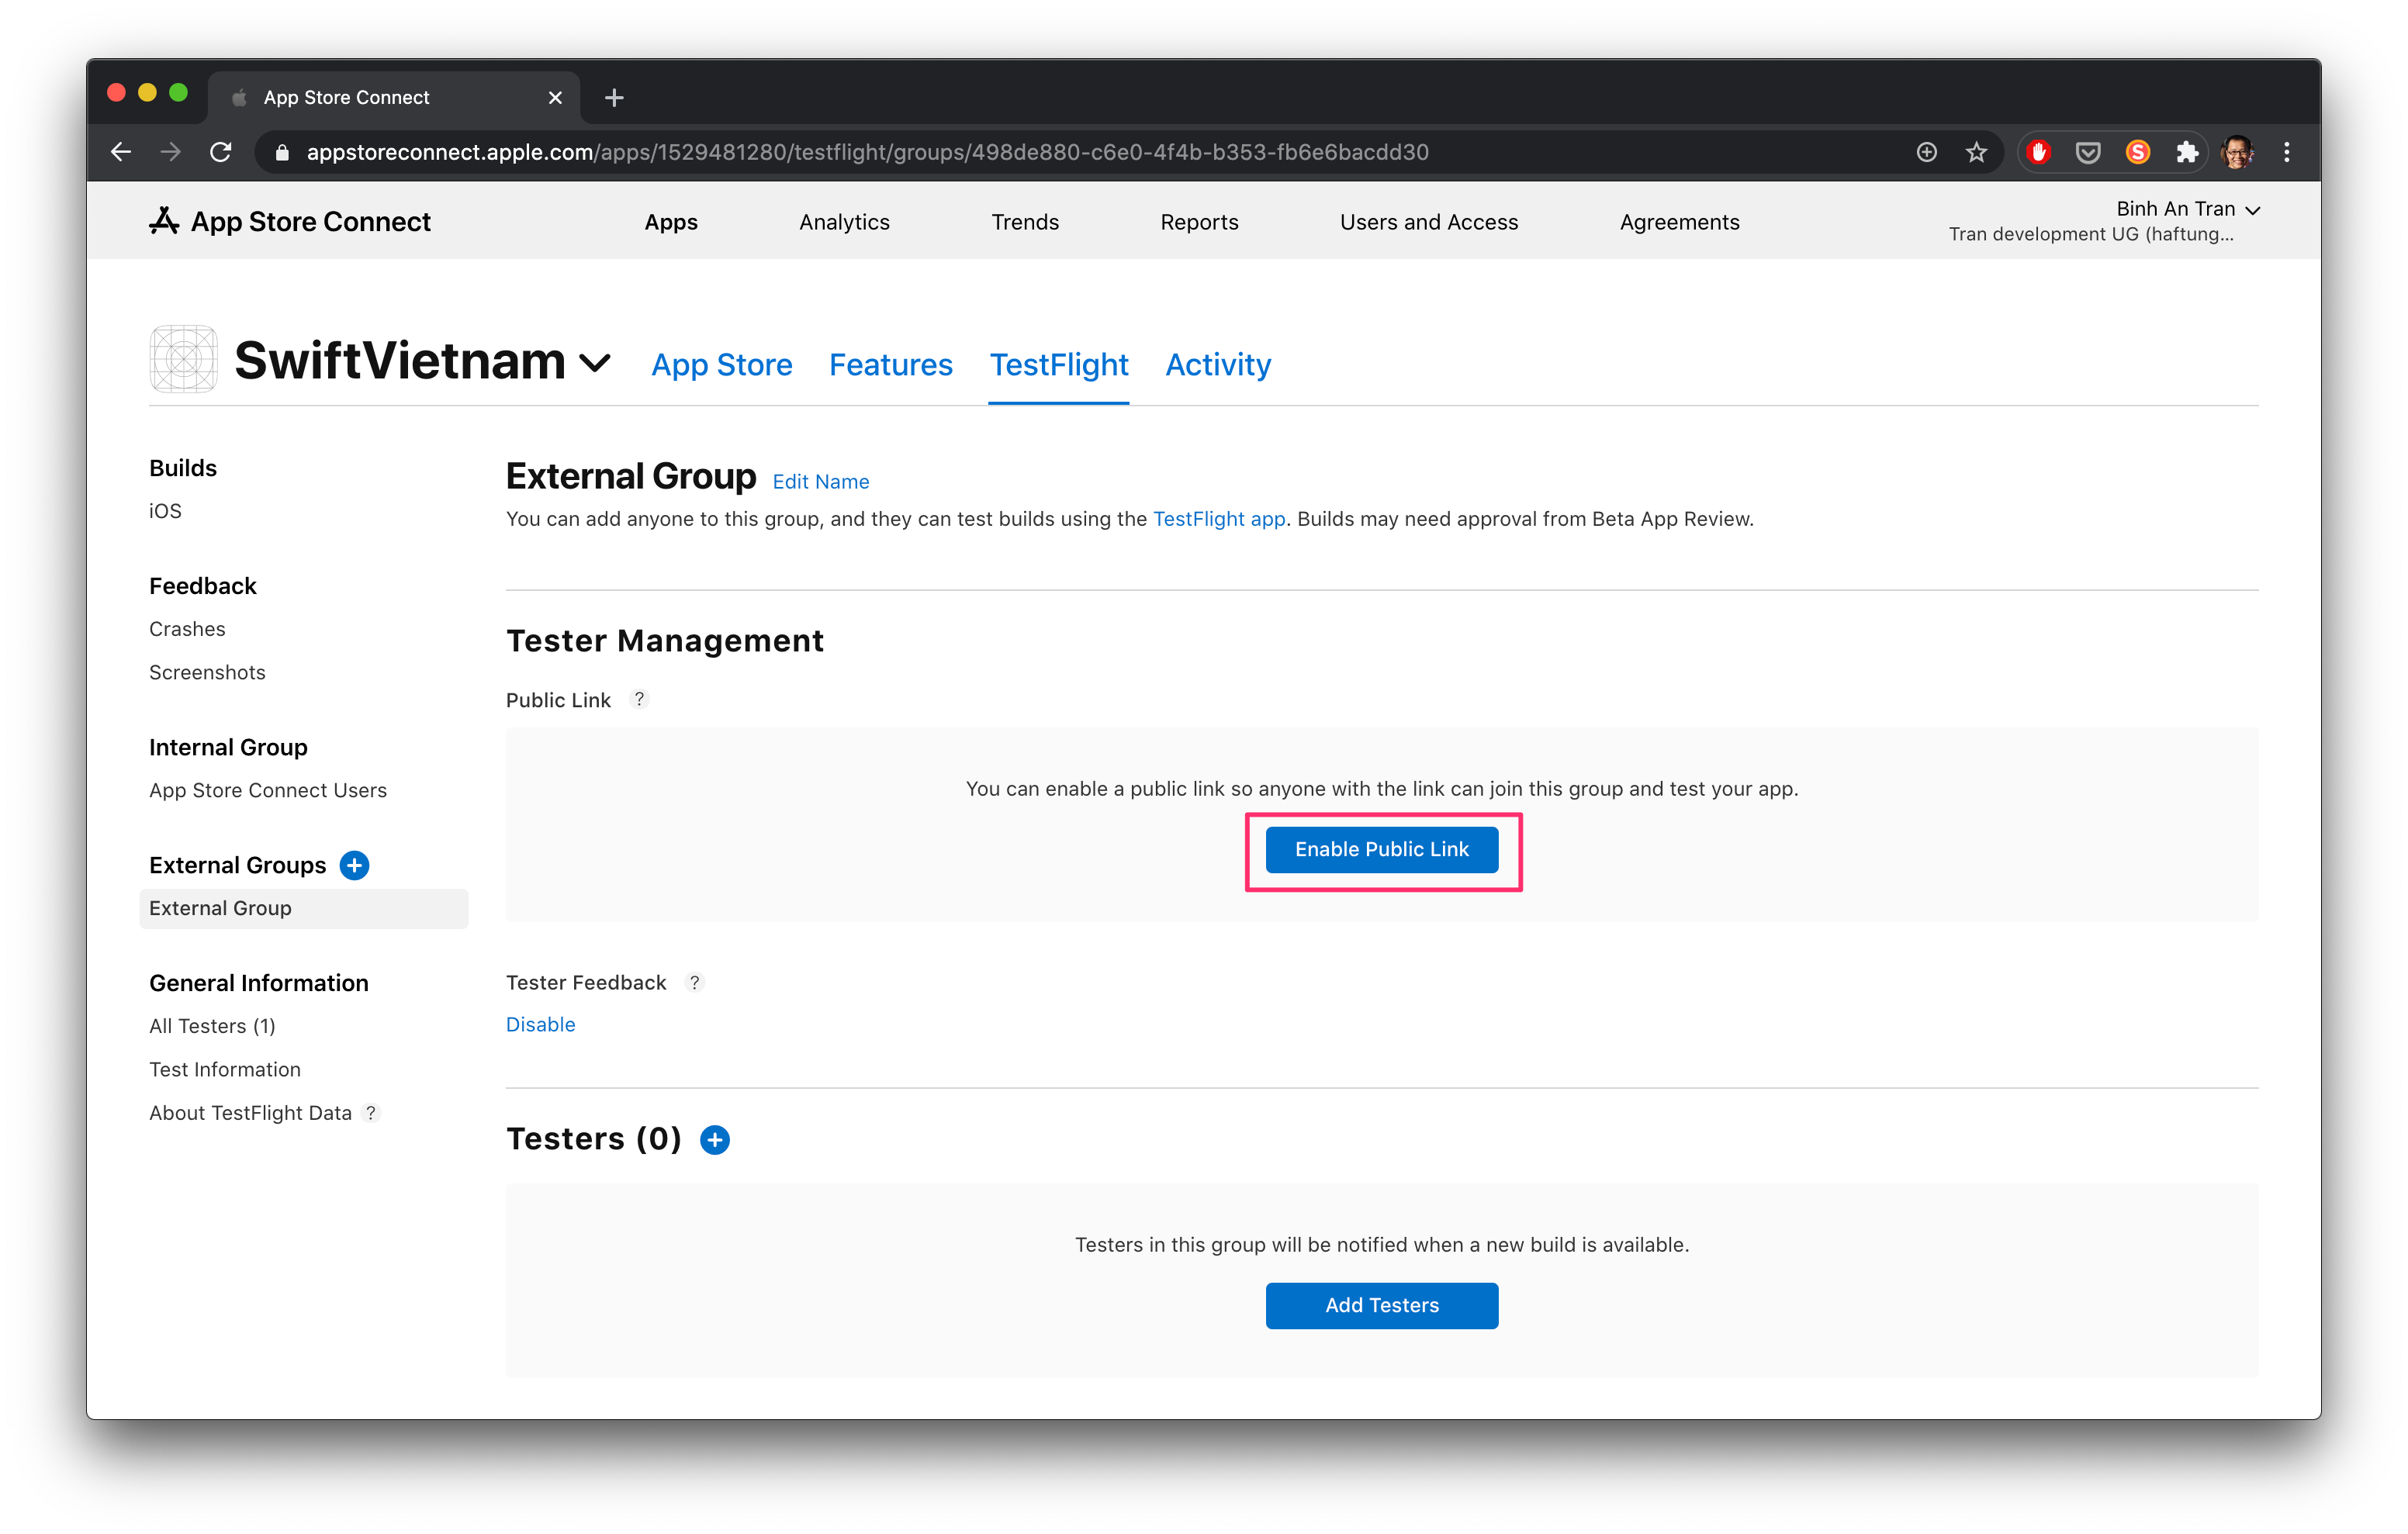 App Store Connect
appstoreconnect.apple.com/apps/1529481280/testflight/groups/498de880-c6e0-4f4b-b353-fb6e6bacdd30
S
App Store Connect
Apps
Analytics
Trends
Reports
Users and Access
Agreements
Binh An Tran
Tran development UG (haftung...
SwiftVietnam
App Store
Features
TestFlight
Activity
Builds
iOS
Feedback
Crashes
Screenshots
Internal Group
App Store Connect Users
External Groups
External Group
General Information
All Testers (1)
Test Information
About TestFlight Data ?
External Group Edit Name
You can add anyone to this group, and they can test builds using the TestFlight app. Builds may need approval from Beta App Review.
Tester Management
Public Link ?
You can enable a public link so anyone with the link can join this group and test your app.
Enable Public Link
Tester Feedback ?
Disable
Testers (0)
Testers in this group will be notified when a new build is available.
Add Testers